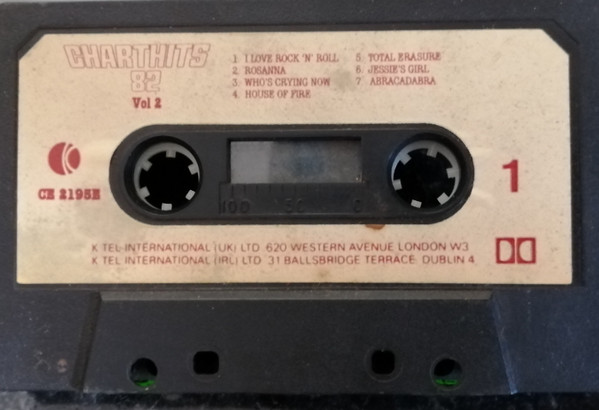 CHARTHITS
82
Vol 2
1 I LOVE ROCK 'N' ROLL
2. ROSANNA
3. WHO'S CRYING NOW
4. HOUSE OF FIRE
5 TOTAL ERASURE
6. JESSIE'S GIRL
7 ABRACADABRA
CE 2195E
1
100 50 0
K TEL INTERNATIONAL (UK) LTD 620 WESTERN AVENUE LONDON W3
K TEL INTERNATIONAL (IRL) LTD 31 BALLSBRIDGE TERRACE DUBLIN 4